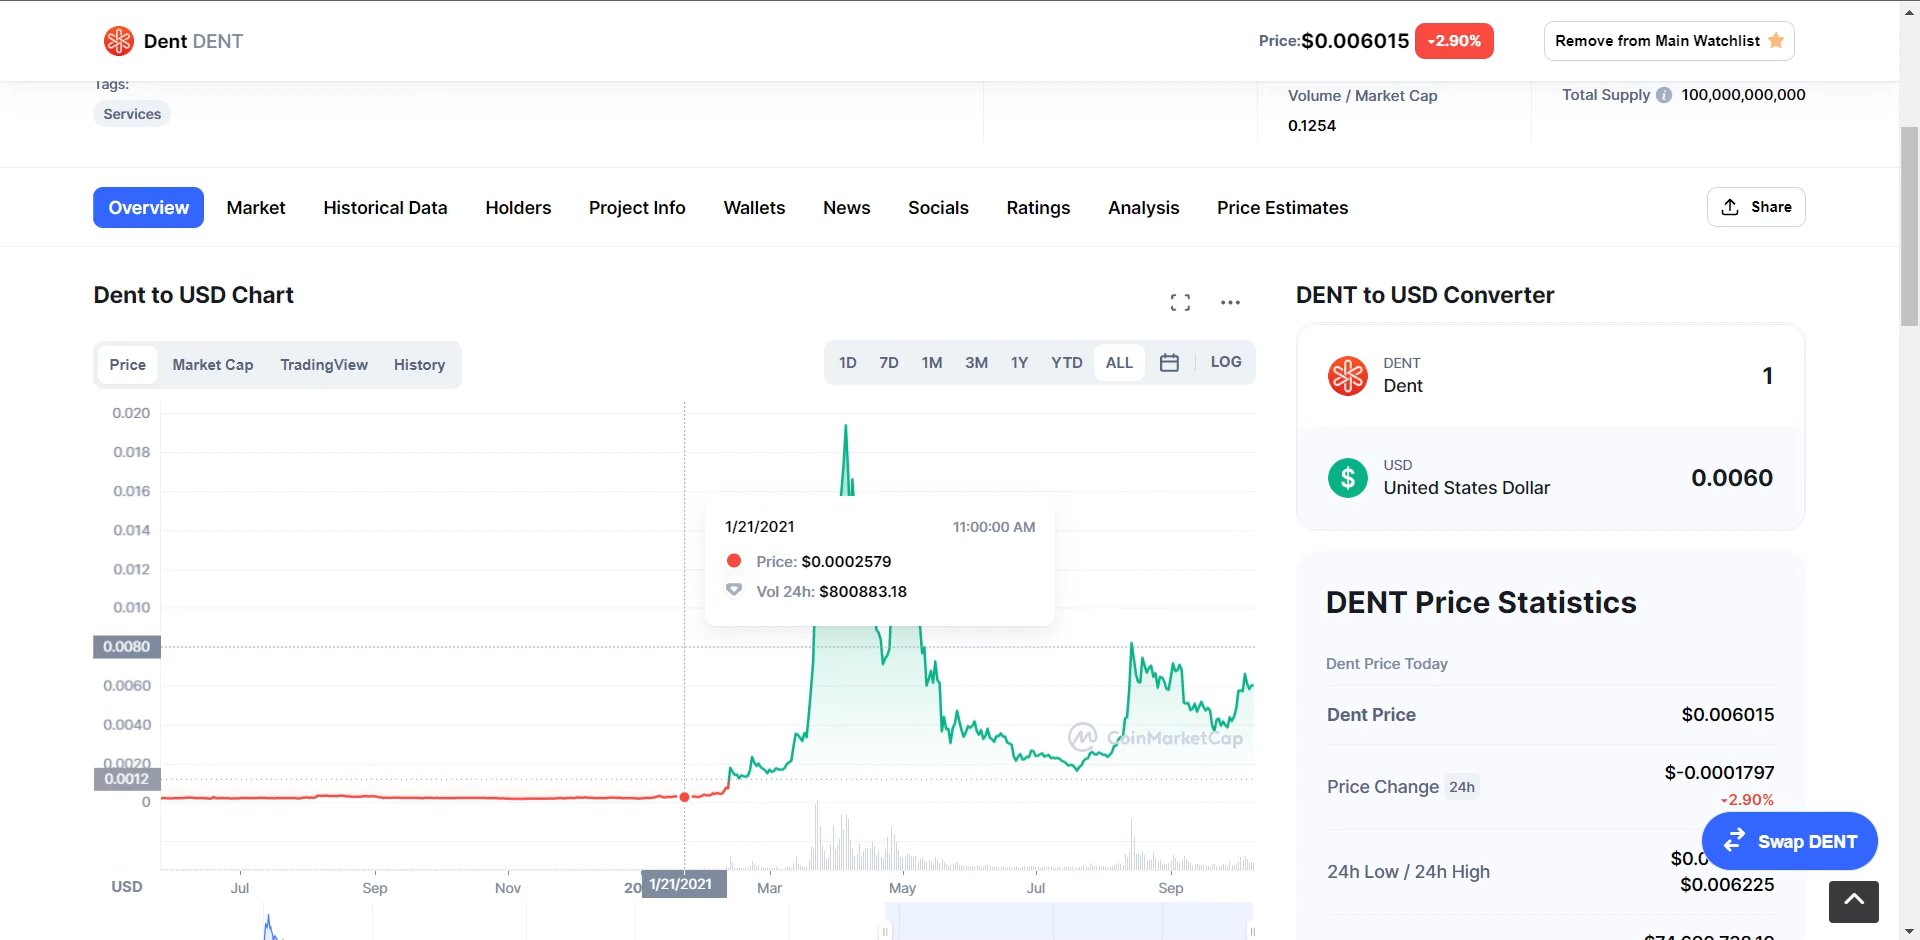 Dent DENT
Price:$0.006015 -2.90%
Remove from Main Watchlist
Tags:
Services
Volume / Market Cap
0.1254
Total Supply 100,000,000,000
Overview Market Historical Data Holders Project Info Wallets News Socials Ratings Analysis Price Estimates
Share
Dent to USD Chart
Price Market Cap TradingView History
1D 7D 1M 3M 1Y YTD ALL LOG
0.020
0.018
0.016
0.014
0.012
0.010
0.0080
0.0060
0.0040
0.0020
0.0012
0
1/21/2021 11:00:00 AM
Price: $0.0002579
Vol 24h: $800883.18
CoinMarketCap
USD Jul Sep Nov 20 1/21/2021 Mar May Jul Sep
DENT to USD Converter
DENT
Dent
1
USD
United States Dollar
0.0060
DENT Price Statistics
Dent Price Today
Dent Price $0.006015
Price Change 24h $-0.0001797
-2.90%
Swap DENT
24h Low / 24h High $0.0
$0.006225